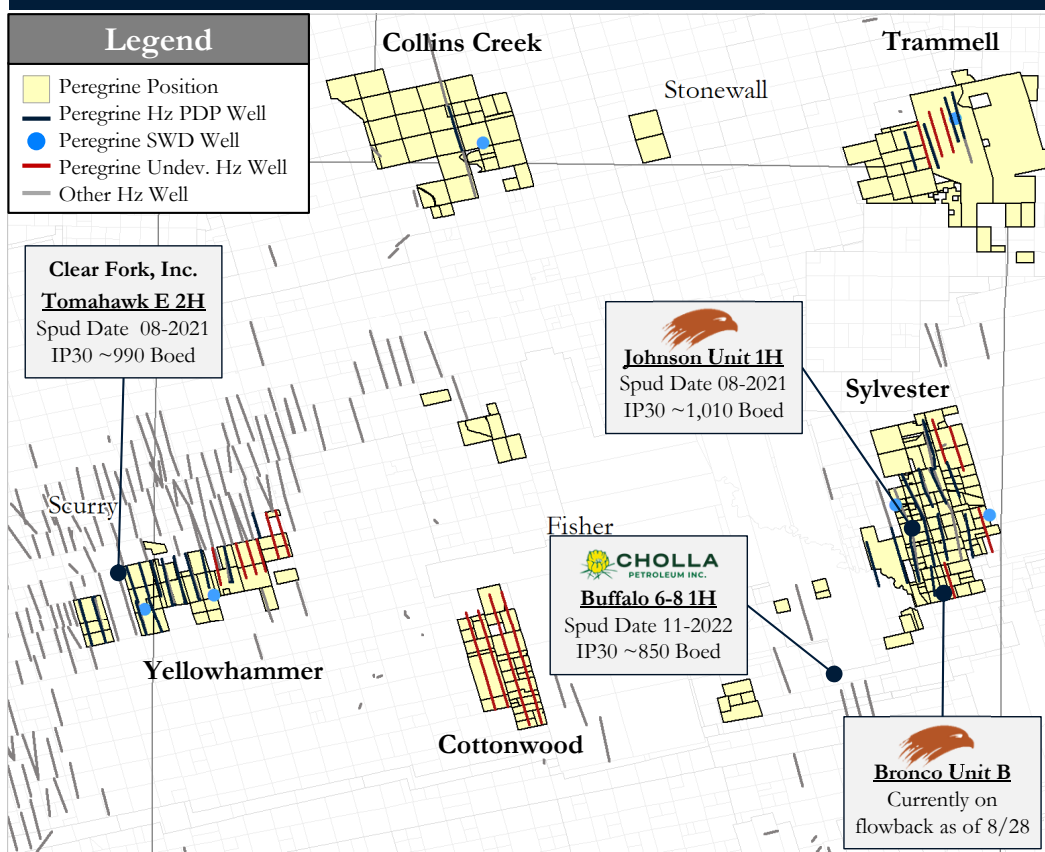 Legend
Peregrine Position
Peregrine Hz PDP Well
Peregrine SWD Well
Peregrine Undev. Hz Well
Other Hz Well
Collins Creek
Trammell
Stonewall
Clear Fork, Inc.
Tomahawk E 2H
Spud Date 08-2021
IP30 ~990 Boed
Johnson Unit 1H
Spud Date 08-2021
IP30 ~1,010 Boed
Sylvester
Scurry
Fisher
CHOLLA
PETROLEUM INC.
Buffalo 6-8 1H
Spud Date 11-2022
IP30 ~850 Boed
Yellowhammer
Cottonwood
Bronco Unit B
Currently on
flowback as of 8/28